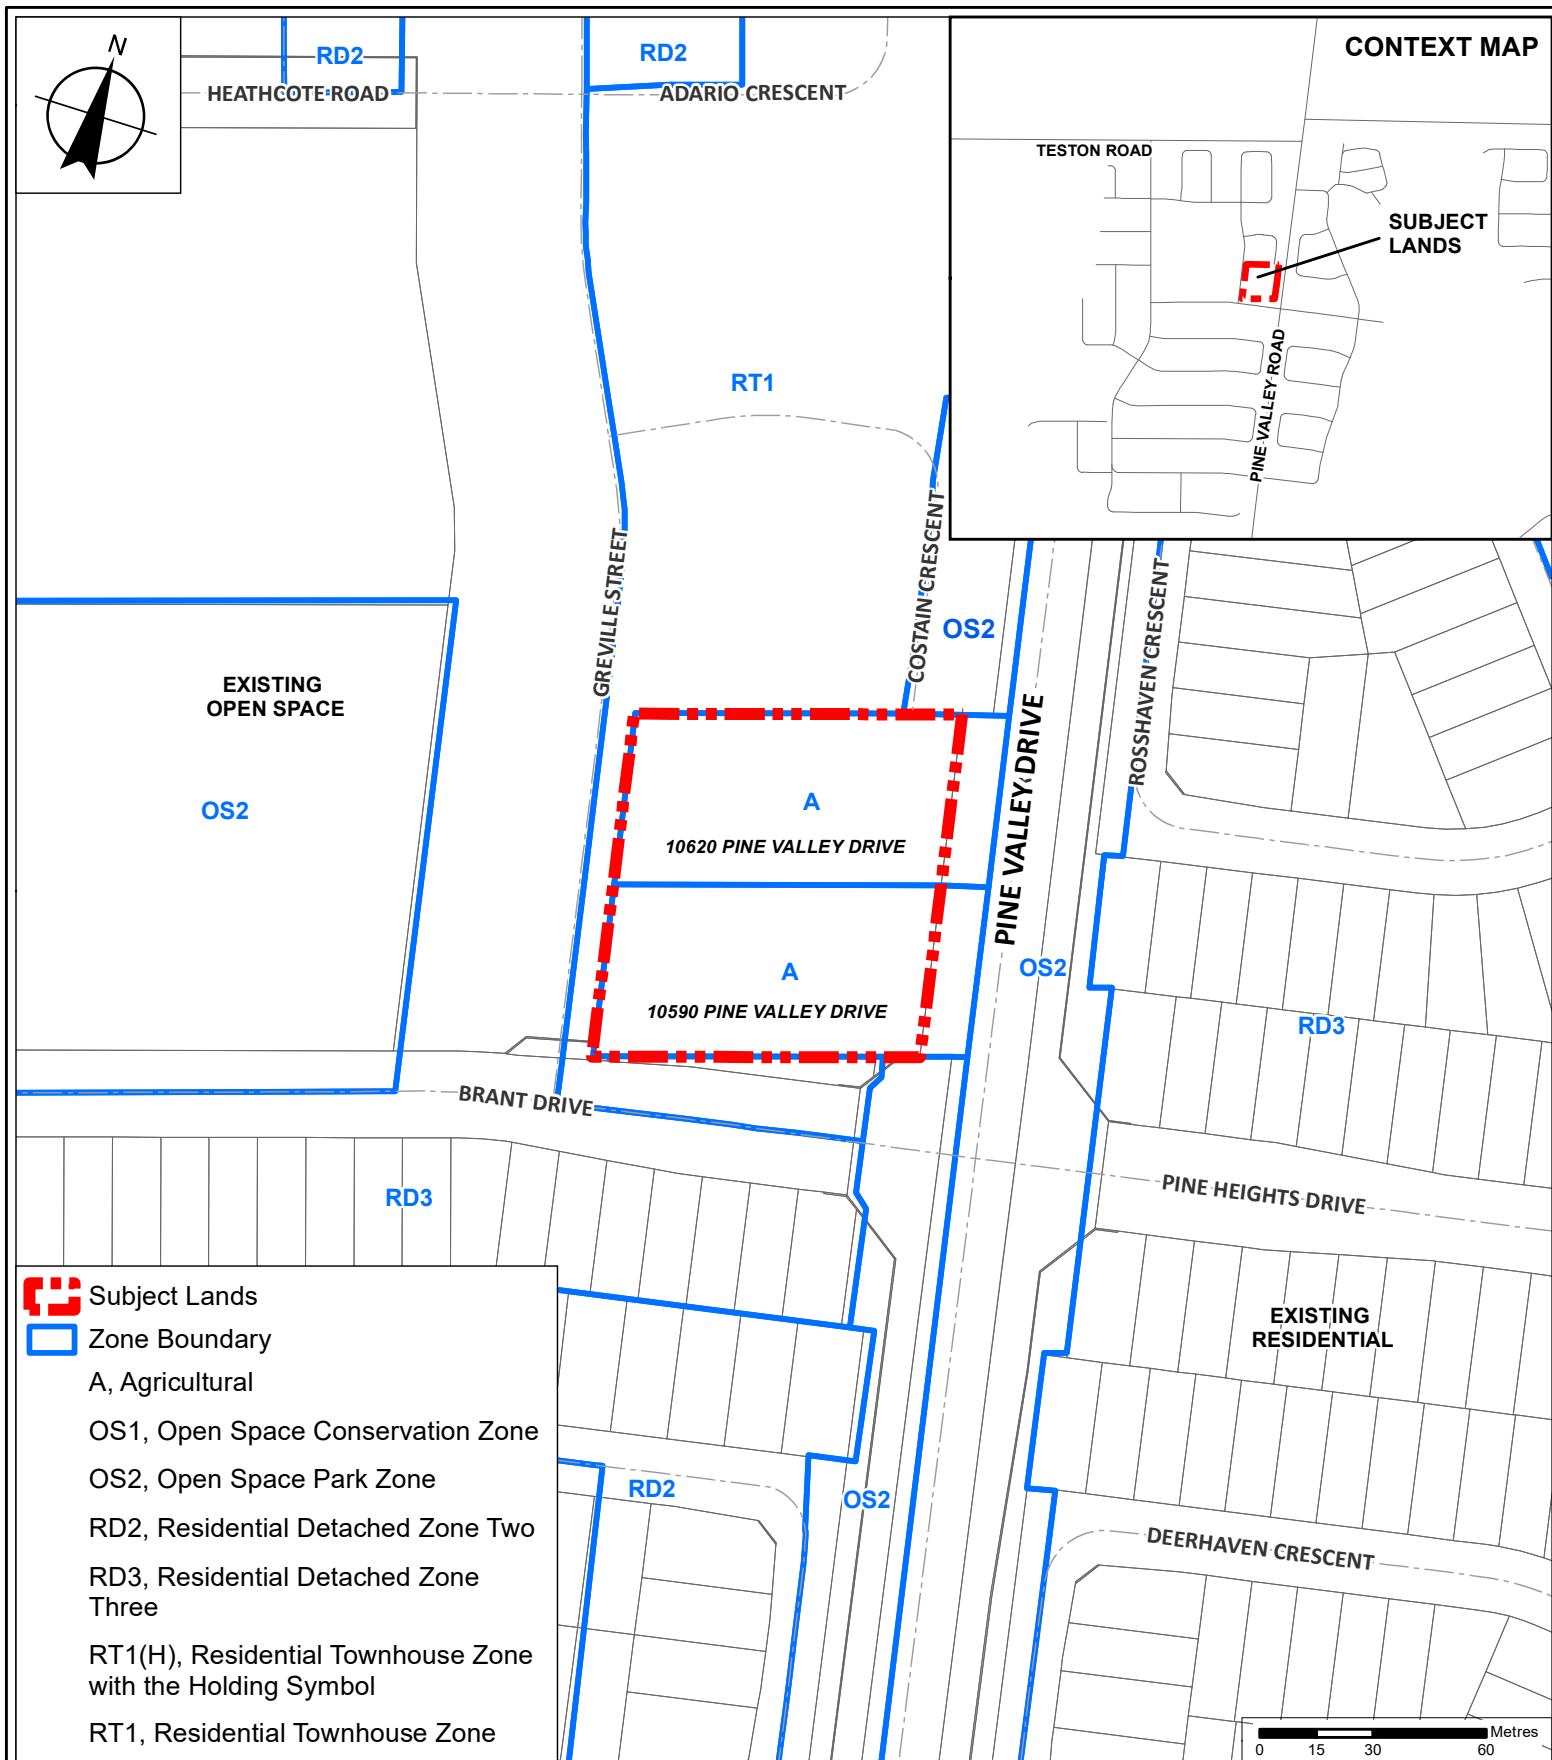 N
RD2
HEATHCOTE ROAD
RD2
ADARIO CRESCENT
CONTEXT MAP
TESTON ROAD
SUBJECT
LANDS
PINE VALLEY ROAD
RT1
GREVILLE STREET
COSTAIN CRESCENT
OS2
ROSSHAVEN CRESCENT
EXISTING
OPEN SPACE
OS2
PINE VALLEY DRIVE
A
10620 PINE VALLEY DRIVE
A
10590 PINE VALLEY DRIVE
OS2
RD3
BRANT DRIVE
PINE HEIGHTS DRIVE
RD3
EXISTING
RESIDENTIAL
RD2
OS2
DEERHAVEN CRESCENT
Subject Lands
Zone Boundary
A, Agricultural
OS1, Open Space Conservation Zone
OS2, Open Space Park Zone
RD2, Residential Detached Zone Two
RD3, Residential Detached Zone
Three
RT1(H), Residential Townhouse Zone
with the Holding Symbol
RT1, Residential Townhouse Zone
Metres
0 15 30 60